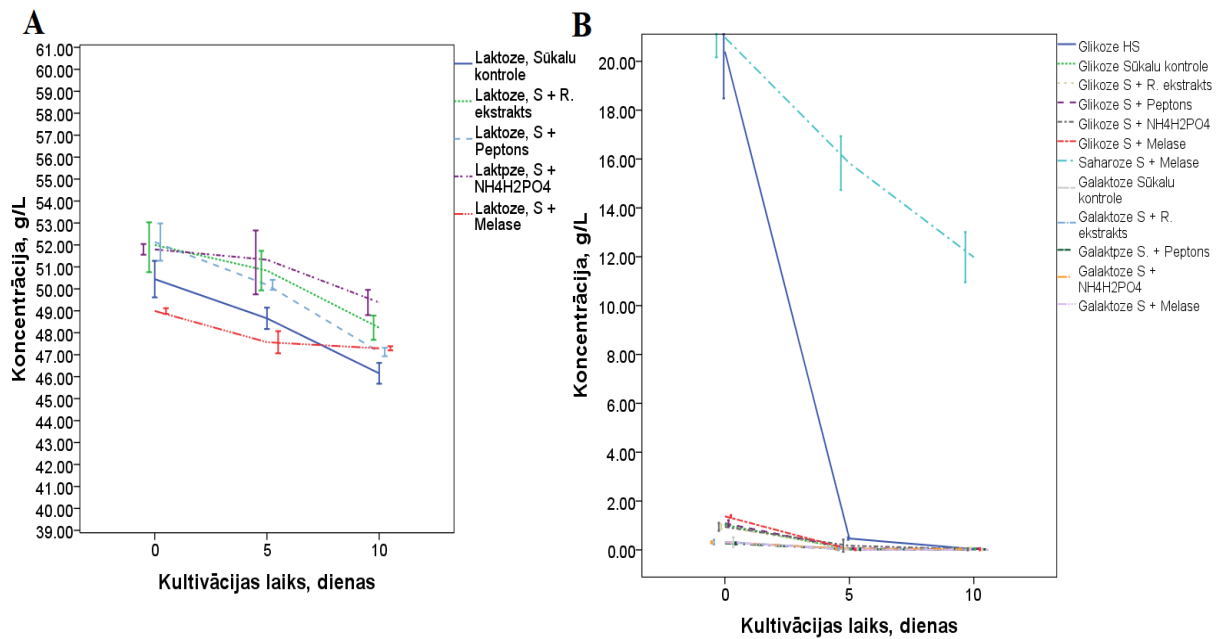 A
61.00
60.00
59.00
58.00
57.00
56.00
55.00
54.00
53.00
52.00
51.00
50.00
49.00
48.00
47.00
46.00
45.00
44.00
43.00
42.00
41.00
40.00
39.00
Koncentrācija, g/L
0
5
10
Kultivācijas laiks, dienas
Laktoze, Sūkalu
kontrole
Laktoze, S + R.
ekstrakts
Laktoze, S +
Peptons
Laktpze, S +
NH4H2PO4
Laktoze, S +
Melase
B
20.00
18.00
16.00
14.00
12.00
10.00
8.00
6.00
4.00
2.00
0.00
Koncentrācija, g/L
0
5
10
Kultivācijas laiks, dienas
Glikoze HS
Glikoze Sūkalu kontrole
Glikoze S + R. ekstrakts
Glikoze S + Peptons
Glikoze S + NH4H2PO4
Glikoze S + Melase
Saharoze S + Melase
Galaktoze Sūkalu
kontrole
Galaktoze S + R.
ekstrakts
Galaktpze S. + Peptons
Galaktoze S +
NH4H2PO4
Galaktoze S + Melase